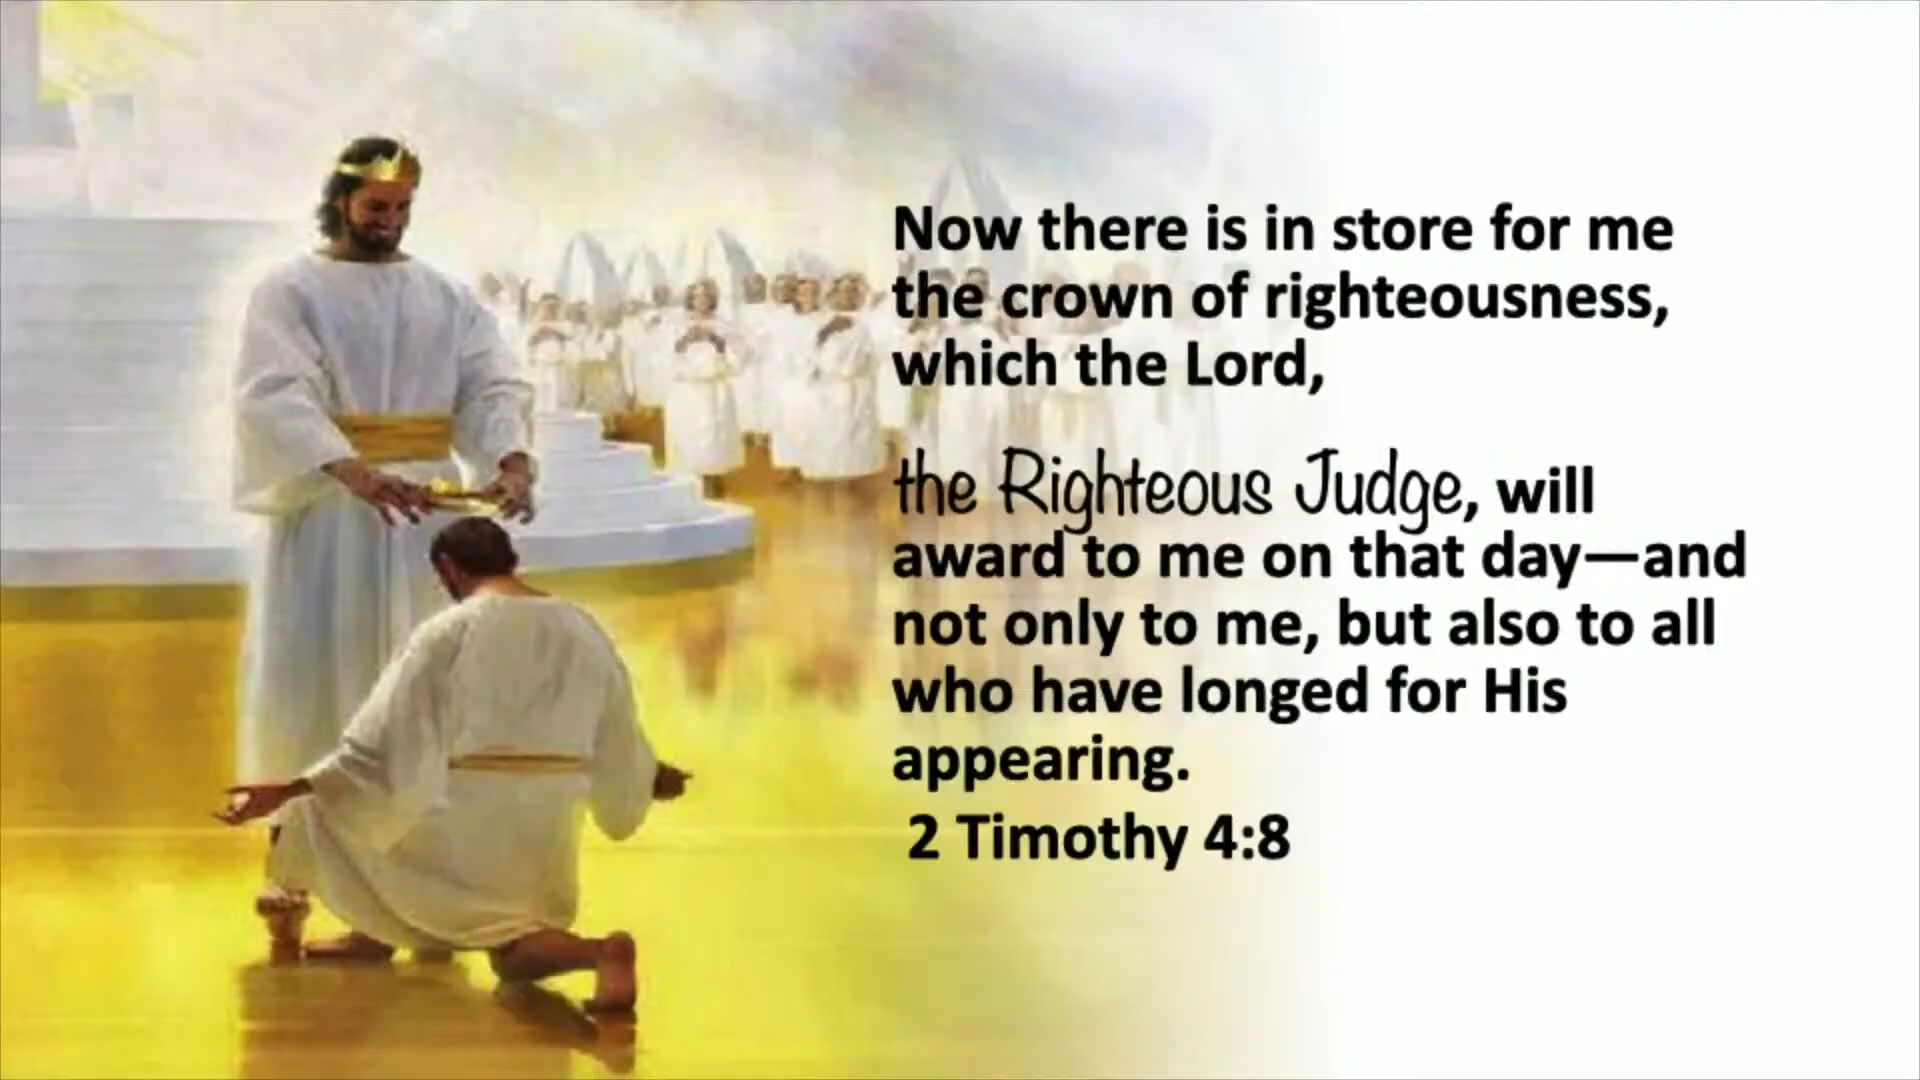 Now there is in store for me
the crown of righteousness,
which the Lord,
the Righteous Judge, will
award to me on that day—and
not only to me, but also to all
who have longed for His
appearing.
2 Timothy 4:8